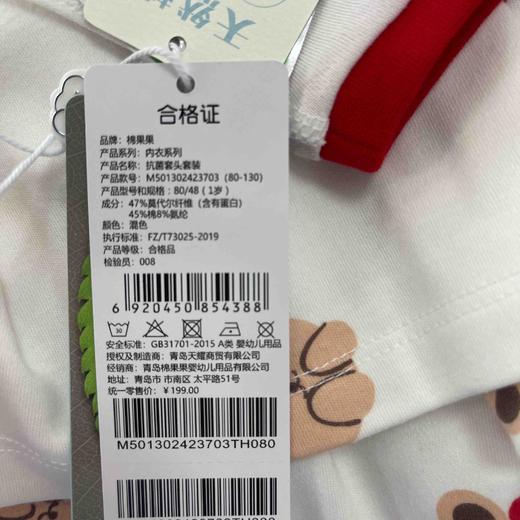 天然
合格证
品牌：棉果果
产品系列：内衣系列
产品名称：抗菌套头套装
产品款号：M501302423703 (80-130)
产品型号和规格：80/48 (1岁)
成分：47%莫代尔纤维（含有蛋白）
45%棉8%氨纶
颜色：混色
执行标准：FZ/T73025-2019
产品等级：合格品
检验员：008
6 920450 854388
30
安全标准：GB31701-2015 A类 婴幼儿用品
授权及监制商：青岛天耀商贸有限公司
经销商：青岛棉果果婴幼儿用品有限公司
地址：青岛市 市南区 太平路51号
统一零售价：¥199.00
M501302423703TH080